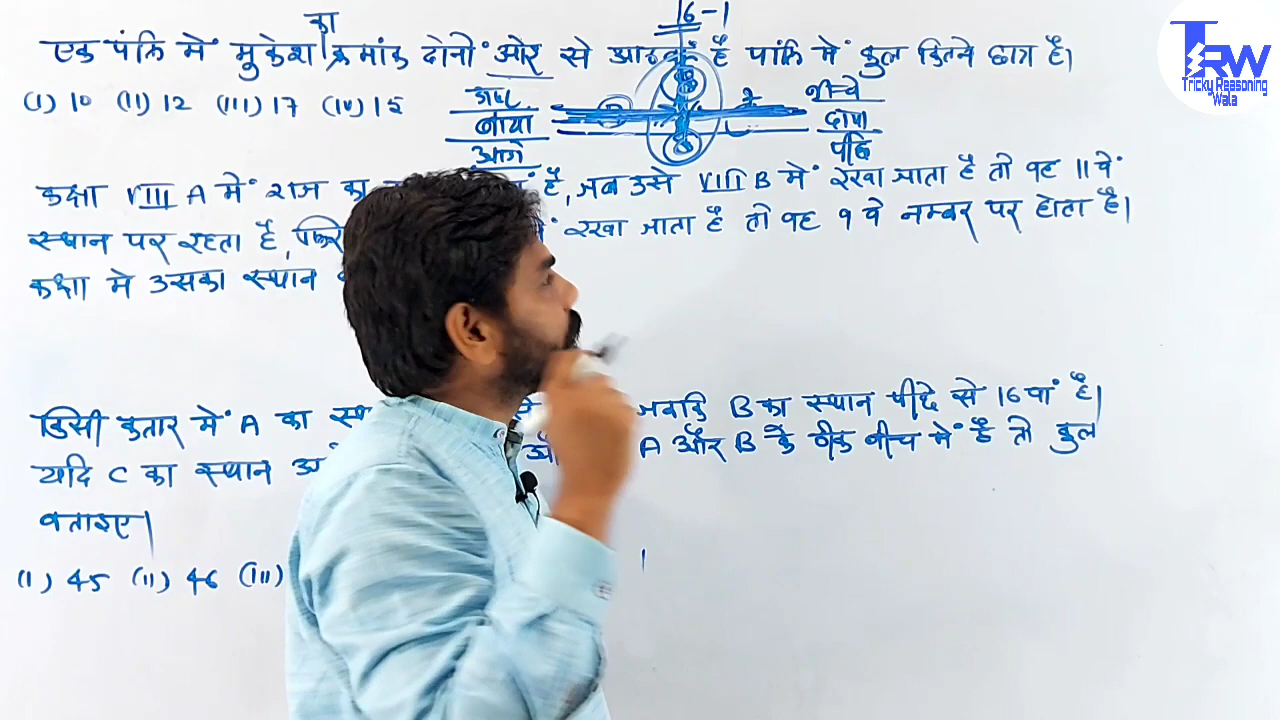 16-1
का
एक पंक्ति में मुकेश क्रमांक दोनों ओर से आठवां है पांक्ति में कुल कितने छात्र है।
(I) 10 (II) 12 (III) 17 (IV) 15
नीचे
बायां दायां
आगे
कक्षा VIII A में राज का है, जब उसे VIII B में रखा जाता है तो वह 11 वें
स्थान पर रहता है, फिर रखा जाता है तो वह 9 वे नम्बर पर होता है।
कक्षा मे उसका स्थान
किसी कतार में A का जबकि B का स्थान पीछे से 16 वां है।
यदि C का स्थान A और B के ठीक बीच में है तो कुल
बताइए।
(I) 45 (II) 46 (III)
TRW
Tricky Reasoning
Wala